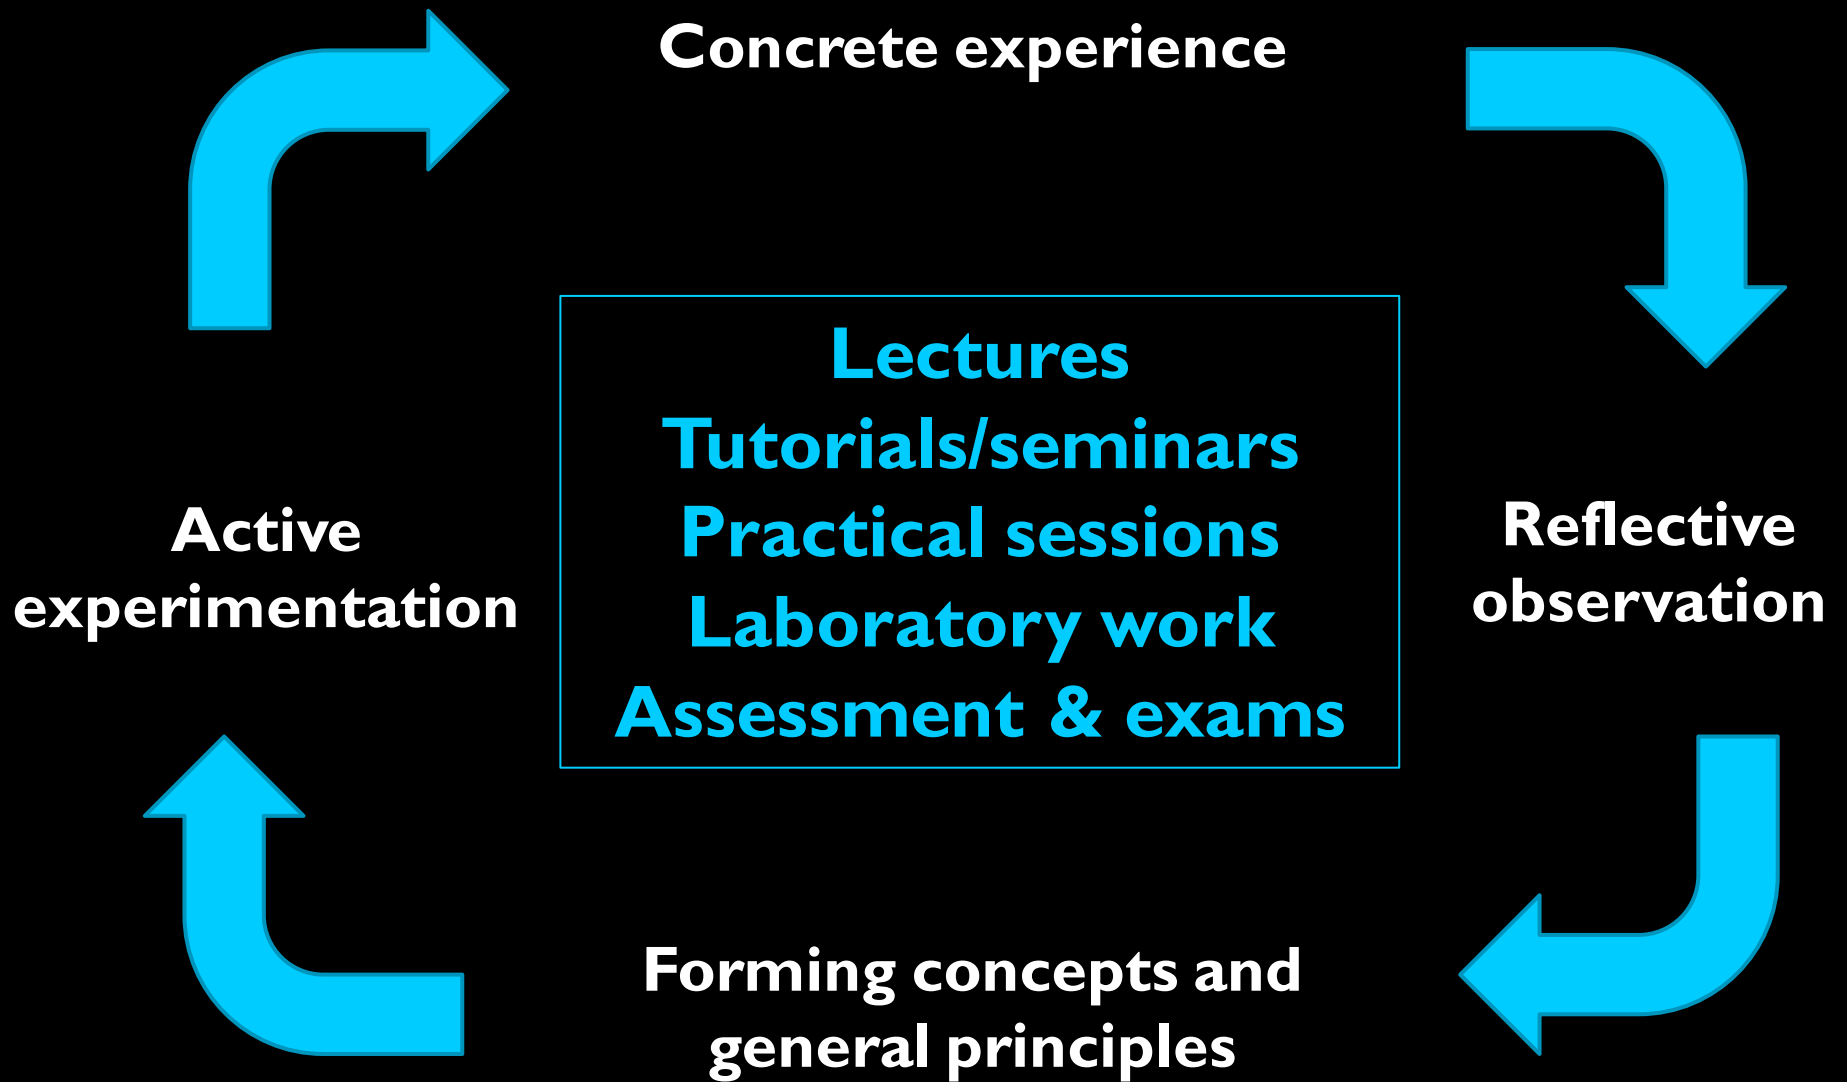 Concrete experience
Lectures
Tutorials/seminars
Practical sessions
Laboratory work
Assessment & exams
Active
experimentation
Reflective
observation
Forming concepts and
general principles